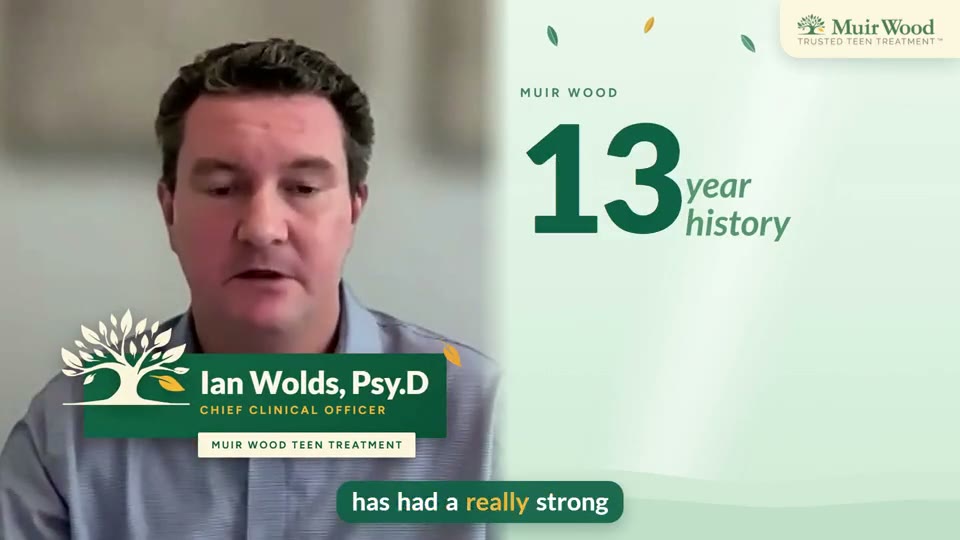 Muir Wood
TRUSTED TEEN TREATMENT™
MUIR WOOD
13 year
history
Ian Wolds, Psy.D
CHIEF CLINICAL OFFICER
MUIR WOOD TEEN TREATMENT
has had a really strong